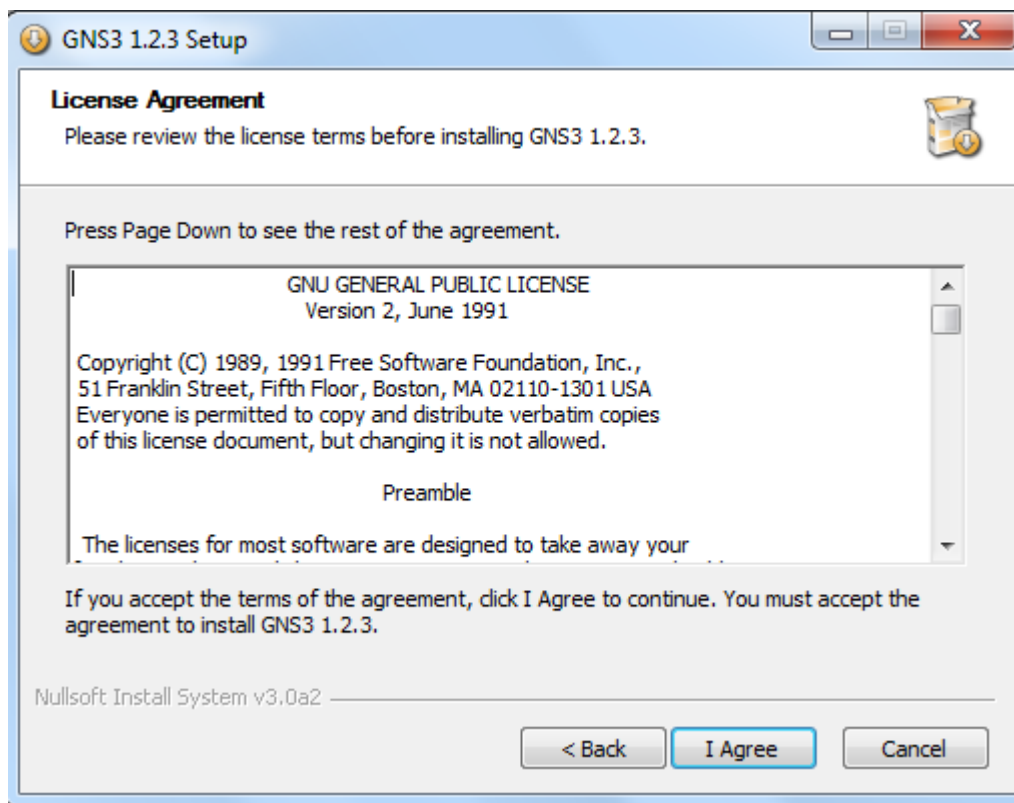 GNS3 1.2.3 Setup
License Agreement
Please review the license terms before installing GNS3 1.2.3.
Press Page Down to see the rest of the agreement.
GNU GENERAL PUBLIC LICENSE
Version 2, June 1991
Copyright (C) 1989, 1991 Free Software Foundation, Inc.,
51 Franklin Street, Fifth Floor, Boston, MA 02110-1301 USA
Everyone is permitted to copy and distribute verbatim copies
of this license document, but changing it is not allowed.
Preamble
The licenses for most software are designed to take away your
If you accept the terms of the agreement, click I Agree to continue. You must accept the
agreement to install GNS3 1.2.3.
Nullsoft Install System v3.0a2
< Back
I Agree
Cancel